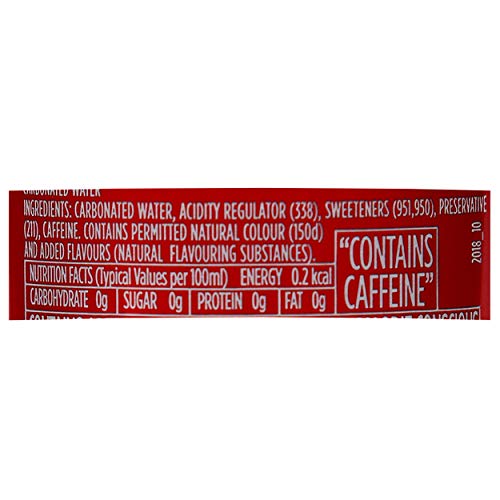 CARBONATED WATER
INGREDIENTS: CARBONATED WATER, ACIDITY REGULATOR (338), SWEETENERS (951,950), PRESERVATIVE
(211), CAFFEINE. CONTAINS PERMITTED NATURAL COLOUR (150d)
AND ADDED FLAVOURS (NATURAL FLAVOURING SUBSTANCES).
NUTRITION FACTS (Typical Values per 100ml) ENERGY 0.2 kcal
CARBOHYDRATE 0g SUGAR 0g PROTEIN 0g FAT 0g
"CONTAINS
CAFFEINE"
2018_10